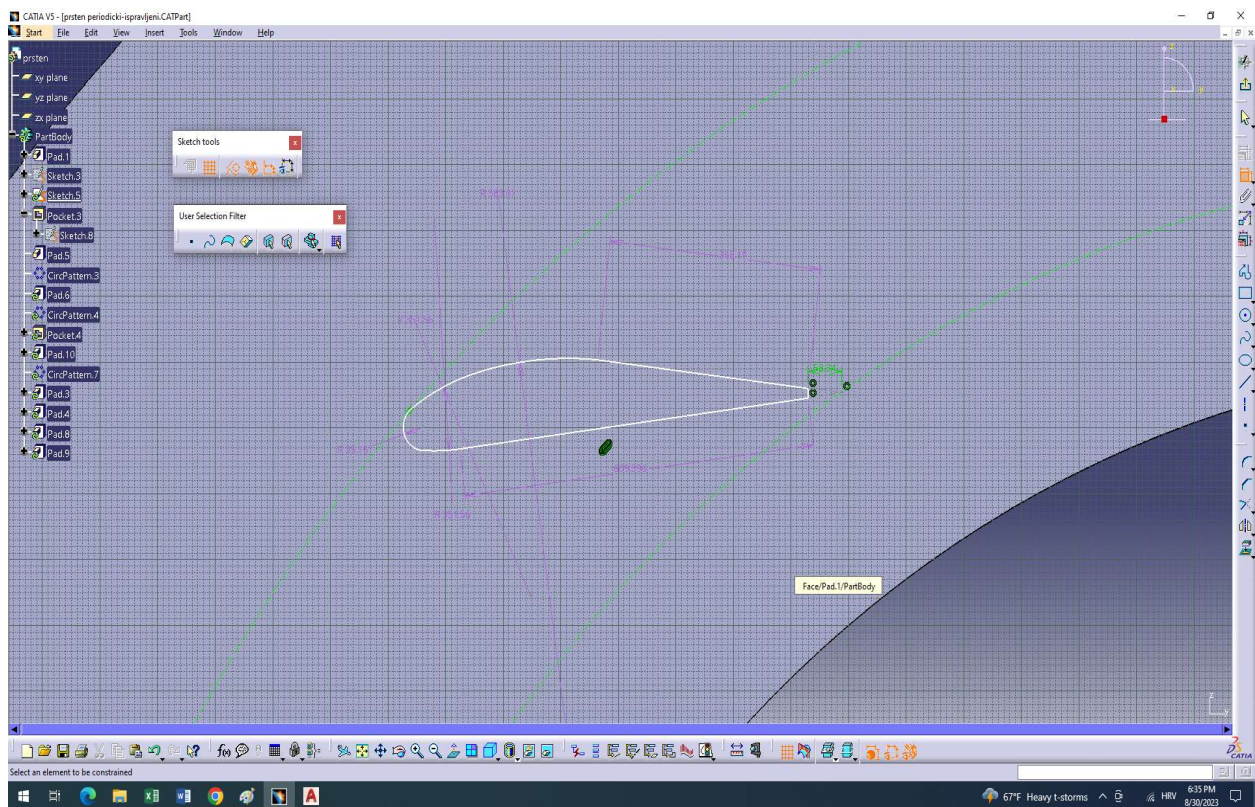 CATIA V5 - [prsten periodicki-ispravljeni.CATPart]
Start File Edit View Insert Tools Window Help
prsten
xy plane
yz plane
zx plane
PartBody
Pad.1
Sketch.3
Sketch.5
Pocket.3
Sketch.8
Pad.5
CircPattern.3
Pad.6
CircPattern.4
Pocket.4
Pad.10
CircPattern.7
Pad.3
Pad.4
Pad.8
Pad.9
Sketch tools
User Selection Filter
Face/Pad.1/PartBody
z
x
y
z
y
f(x)
CATIA
Select an element to be constrained
67°F Heavy t-storms
HRV
6:35 PM
8/30/2023